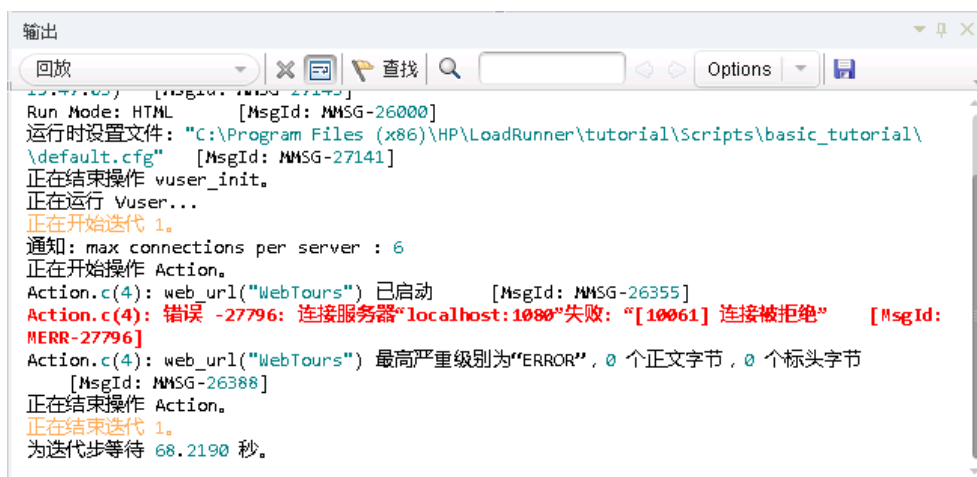 输出
回放 查找 Options
Run Mode: HTML [MsgId: MMSG-26000]
运行时设置文件: "C:\Program Files (x86)\HP\LoadRunner\tutorial\Scripts\basic_tutorial\
\default.cfg" [MsgId: MMSG-27141]
正在结束操作 vuser_init。
正在运行 Vuser...
正在开始迭代 1。
通知: max connections per server : 6
正在开始操作 Action。
Action.c(4): web_url("WebTours") 已启动 [MsgId: MMSG-26355]
Action.c(4): 错误 -27796: 连接服务器“localhost:1080”失败: “[10061] 连接被拒绝” [MsgId:
MERR-27796]
Action.c(4): web_url("WebTours") 最高严重级别为“ERROR”，0 个正文字节，0 个标头字节
[MsgId: MMSG-26388]
正在结束操作 Action。
正在结束迭代 1。
为迭代步等待 68.2190 秒。